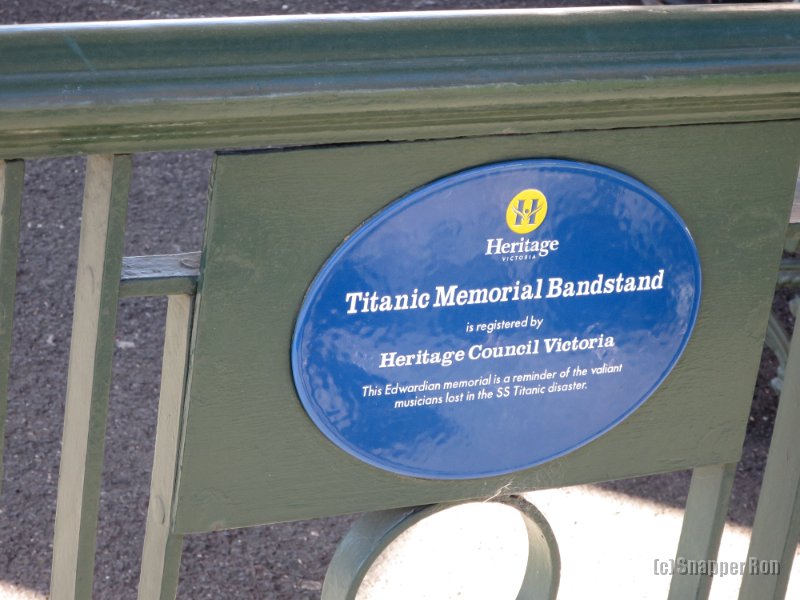 H
Heritage
VICTORIA
Titanic Memorial Bandstand
is registered by
Heritage Council Victoria
This Edwardian memorial is a reminder of the valiant
musicians lost in the SS Titanic disaster.
(c)SnapperRon